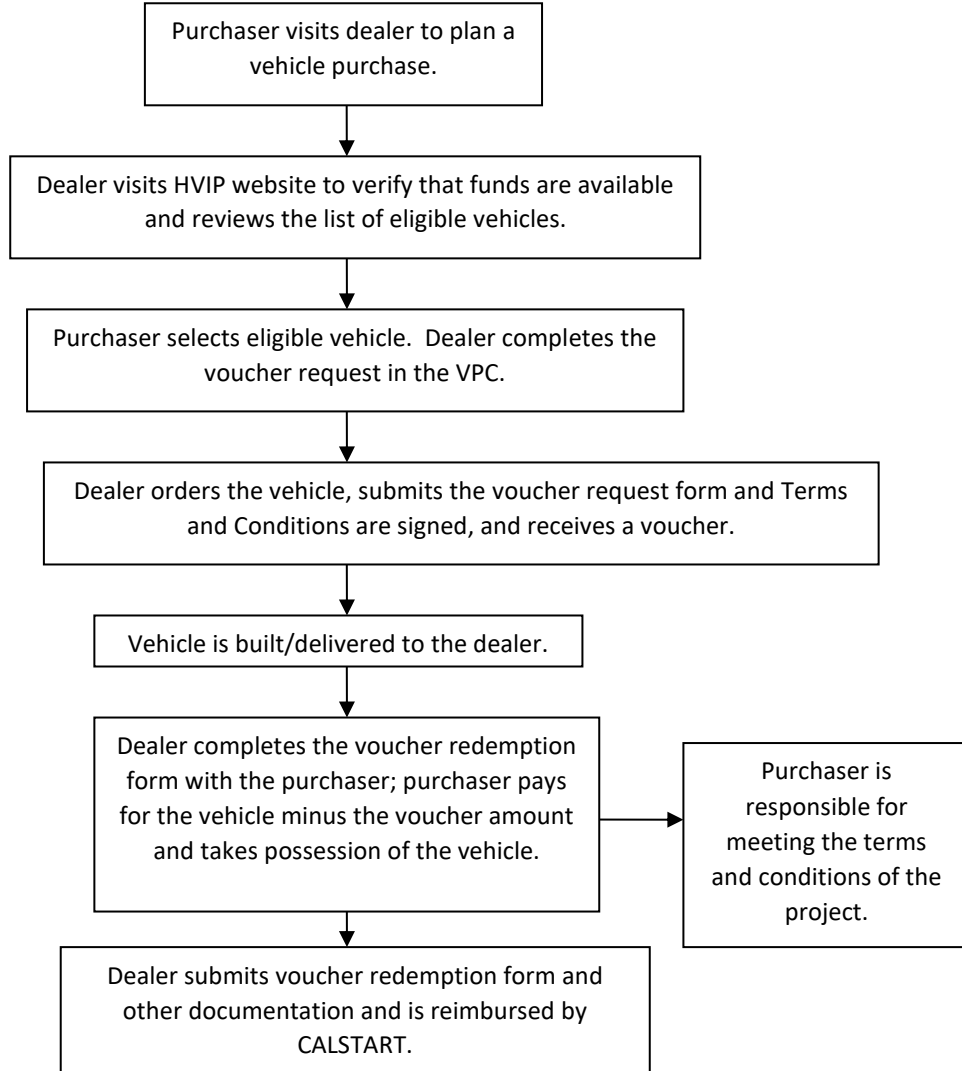 Purchaser visits dealer to plan a
vehicle purchase.
Dealer visits HVIP website to verify that funds are available
and reviews the list of eligible vehicles.
Purchaser selects eligible vehicle.  Dealer completes the
voucher request in the VPC.
Dealer orders the vehicle, submits the voucher request form and Terms
and Conditions are signed, and receives a voucher.
Vehicle is built/delivered to the dealer.
Dealer completes the voucher redemption
form with the purchaser; purchaser pays
for the vehicle minus the voucher amount
and takes possession of the vehicle.
Purchaser is
responsible for
meeting the terms
and conditions of the
project.
Dealer submits voucher redemption form and
other documentation and is reimbursed by
CALSTART.